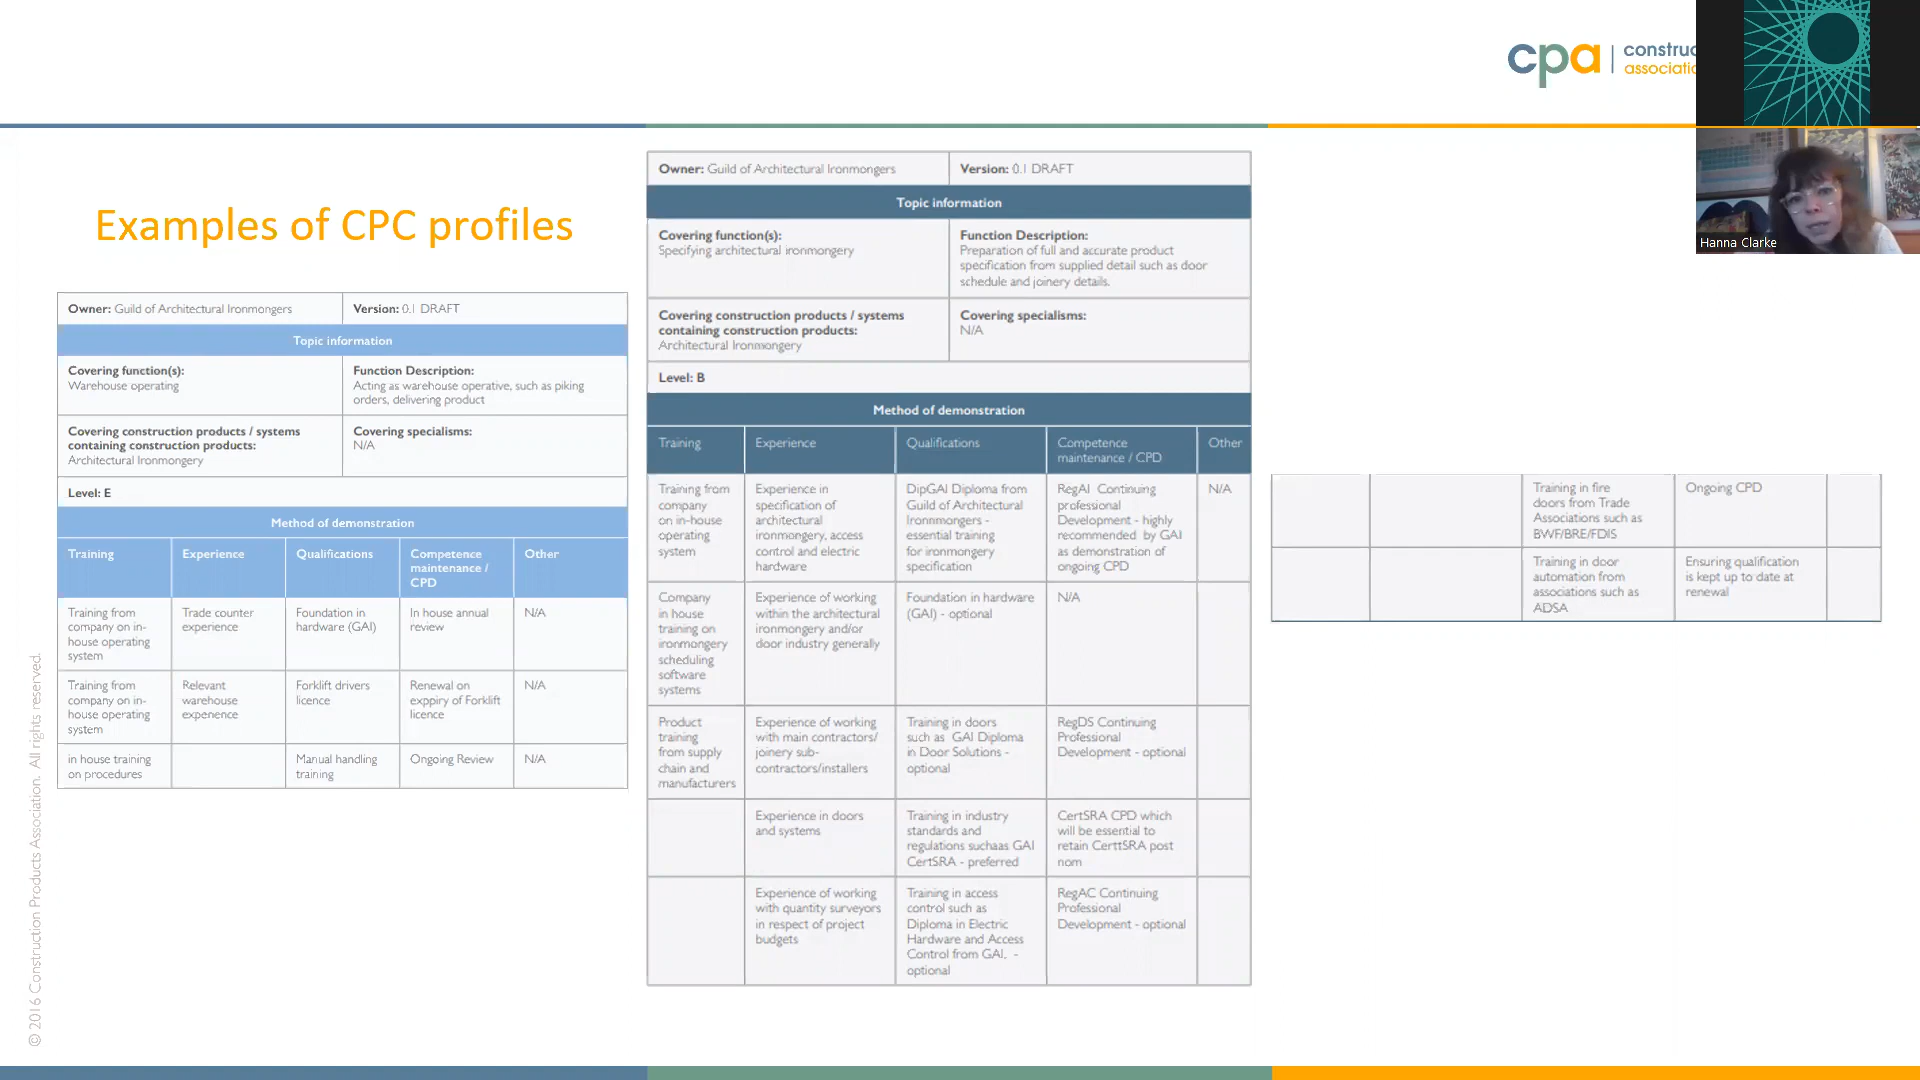 cpa | construc
associatio
Hanna Clarke
Examples of CPC profiles
Owner: Guild of Architectural Ironmongers
Version: 0.1 DRAFT
Topic information
Covering function(s):
Warehouse operating
Function Description:
Acting as warehouse operative, such as piking
orders, delivering product
Covering construction products / systems
containing construction products:
Architectural Ironmongery
Covering specialisms:
N/A
Level: E
Method of demonstration
Training
Experience
Qualifications
Competence
maintenance /
CPD
Other
Training from
company on in-
house operating
system
Trade counter
experience
Foundation in
hardware (GAI)
In house annual
review
N/A
Training from
company on in-
house operating
system
Relevant
warehouse
experience
Forklift drivers
licence
Renewal on
exppiry of Forklift
licence
N/A
in house training
on procedures
Manual handling
training
Ongoing Review
N/A
Owner: Guild of Architectural Ironmongers
Version: 0.1 DRAFT
Topic information
Covering function(s):
Specifying architectural ironmongery
Function Description:
Preparation of full and accurate product
specification from supplied detail such as door
schedule and joinery details.
Covering construction products / systems
containing construction products:
Architectural Ironmongery
Covering specialisms:
N/A
Level: B
Method of demonstration
Training
Experience
Qualifications
Competence
maintenance / CPD
Other
Training from
company
on in-house
operating
system
Experience in
specification of
architectural
ironmongery, access
control and electric
hardware
DipGAI Diploma from
Guild of Architectural
Ironnmongers -
essential training
for ironmongery
specification
RegAI Continuing
professional
Development - highly
recommended by GAI
as demonstration of
ongoing CPD
N/A
Company
in house
training on
ironmongery
scheduling
software
systems
Experience of working
within the architectural
ironmongery and/or
door industry generally
Foundation in hardware
(GAI) - optional
N/A
Product
training
from supply
chain and
manufacturers
Experience of working
with main contractors/
joinery sub-
contractors/installers
Training in doors
such as GAI Diploma
in Door Solutions -
optional
RegDS Continuing
Professional
Development - optional
Experience in doors
and systems
Training in industry
standards and
regulations suchaas GAI
CertSRA - preferred
CertSRA CPD which
will be essential to
retain CerttSRA post
nom
Experience of working
with quantity surveyors
in respect of project
budgets
Training in access
control such as
Diploma in Electric
Hardware and Access
Control from GAI. -
optional
RegAC Continuing
Professional
Development - optional
Training in fire
doors from Trade
Associations such as
BWF/BRE/FDIS
Ongoing CPD
Training in door
automation from
associations such as
ADSA
Ensuring qualification
is kept up to date at
renewal
© 2016 Construction Products Association. All rights reserved.